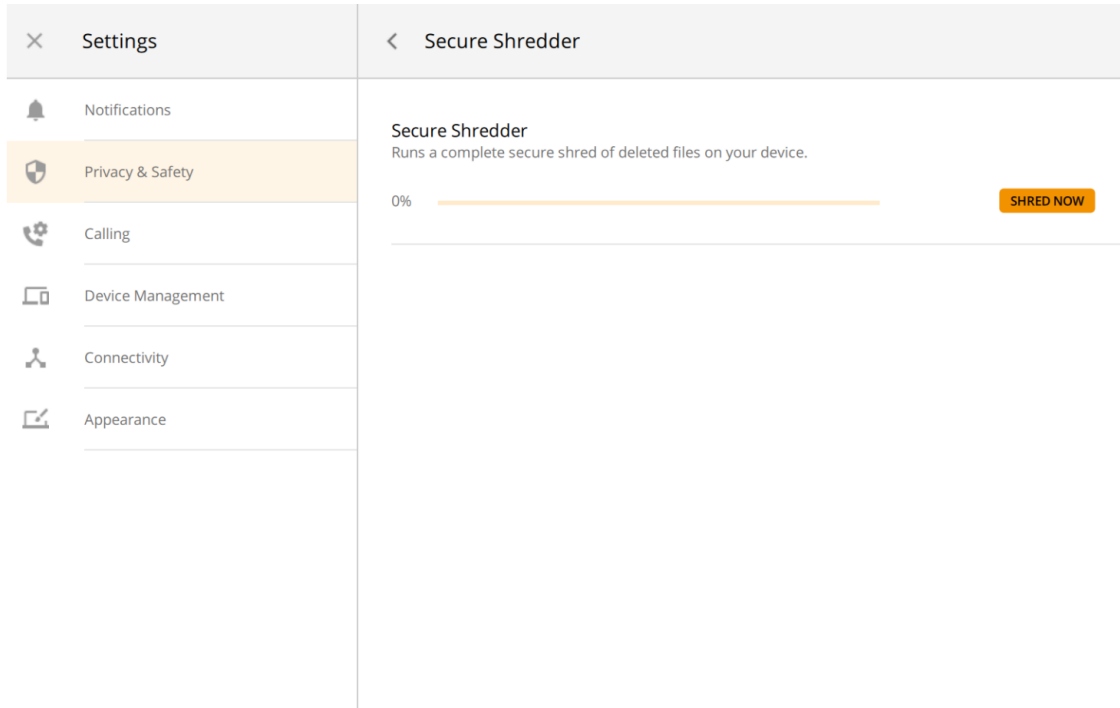 Settings
Secure Shredder
Notifications
Privacy & Safety
Calling
Device Management
Connectivity
Appearance
Secure Shredder
Runs a complete secure shred of deleted files on your device.
0%
SHRED NOW